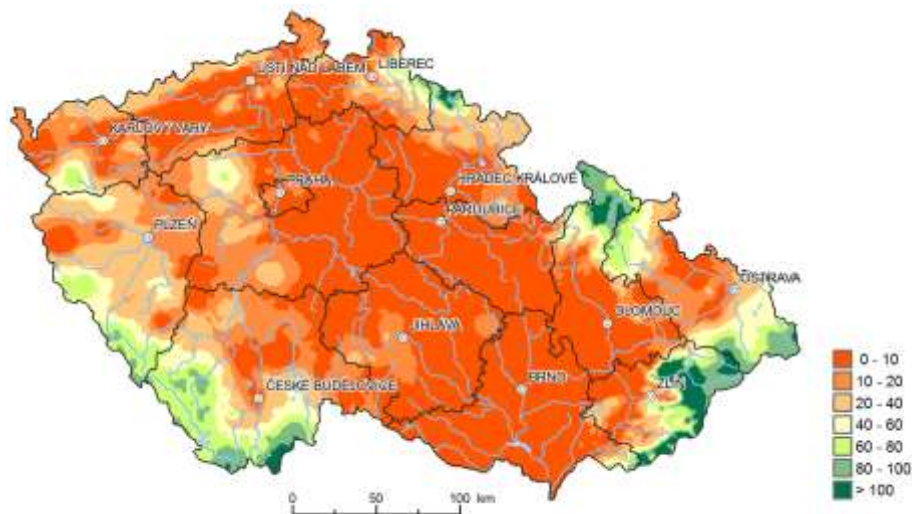 ÚSTÍ NAD LABEM
LIBEREC
KARLOVY VARY
PRAHA
HRADEC KRÁLOVÉ
PARDUBICE
PLZEŇ
OSTRAVA
OLOMOUC
JIHLAVA
BRNO
ZLÍN
ČESKÉ BUDĚJOVICE
0 - 10
10 - 20
20 - 40
40 - 60
60 - 80
80 - 100
> 100
0 50 100 km